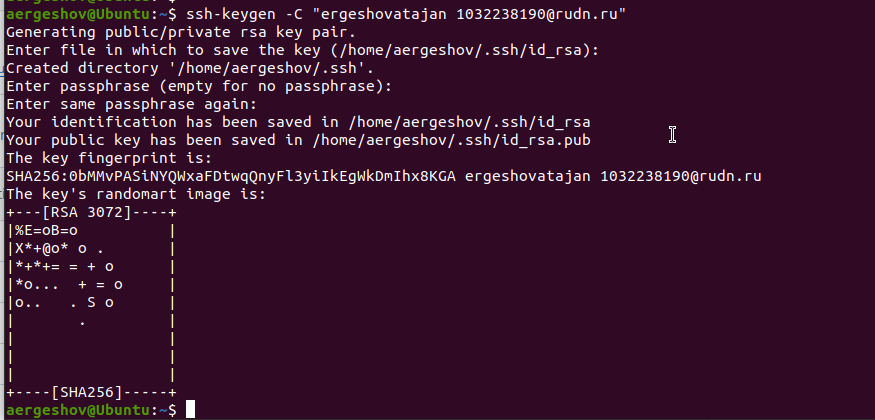 aergeshov@Ubuntu:~$ ssh-keygen -C "ergeshovatajan 1032238190@rudn.ru"
Generating public/private rsa key pair.
Enter file in which to save the key (/home/aergeshov/.ssh/id_rsa):
Created directory '/home/aergeshov/.ssh'.
Enter passphrase (empty for no passphrase):
Enter same passphrase again:
Your identification has been saved in /home/aergeshov/.ssh/id_rsa
Your public key has been saved in /home/aergeshov/.ssh/id_rsa.pub
The key fingerprint is:
SHA256:0bMMvPASiNYQWxaFDtwqQnyFl3yiIkEgWkDmIhx8KGA ergeshovatajan 1032238190@rudn.ru
The key's randomart image is:
+---[RSA 3072]----+
|%E=oB=o          |
|X*+@o* o .       |
|*+*+= = + o      |
|*o...  + = o     |
|o..   . S o      |
|       .         |
|                 |
|                 |
|                 |
+----[SHA256]-----+
aergeshov@Ubuntu:~$